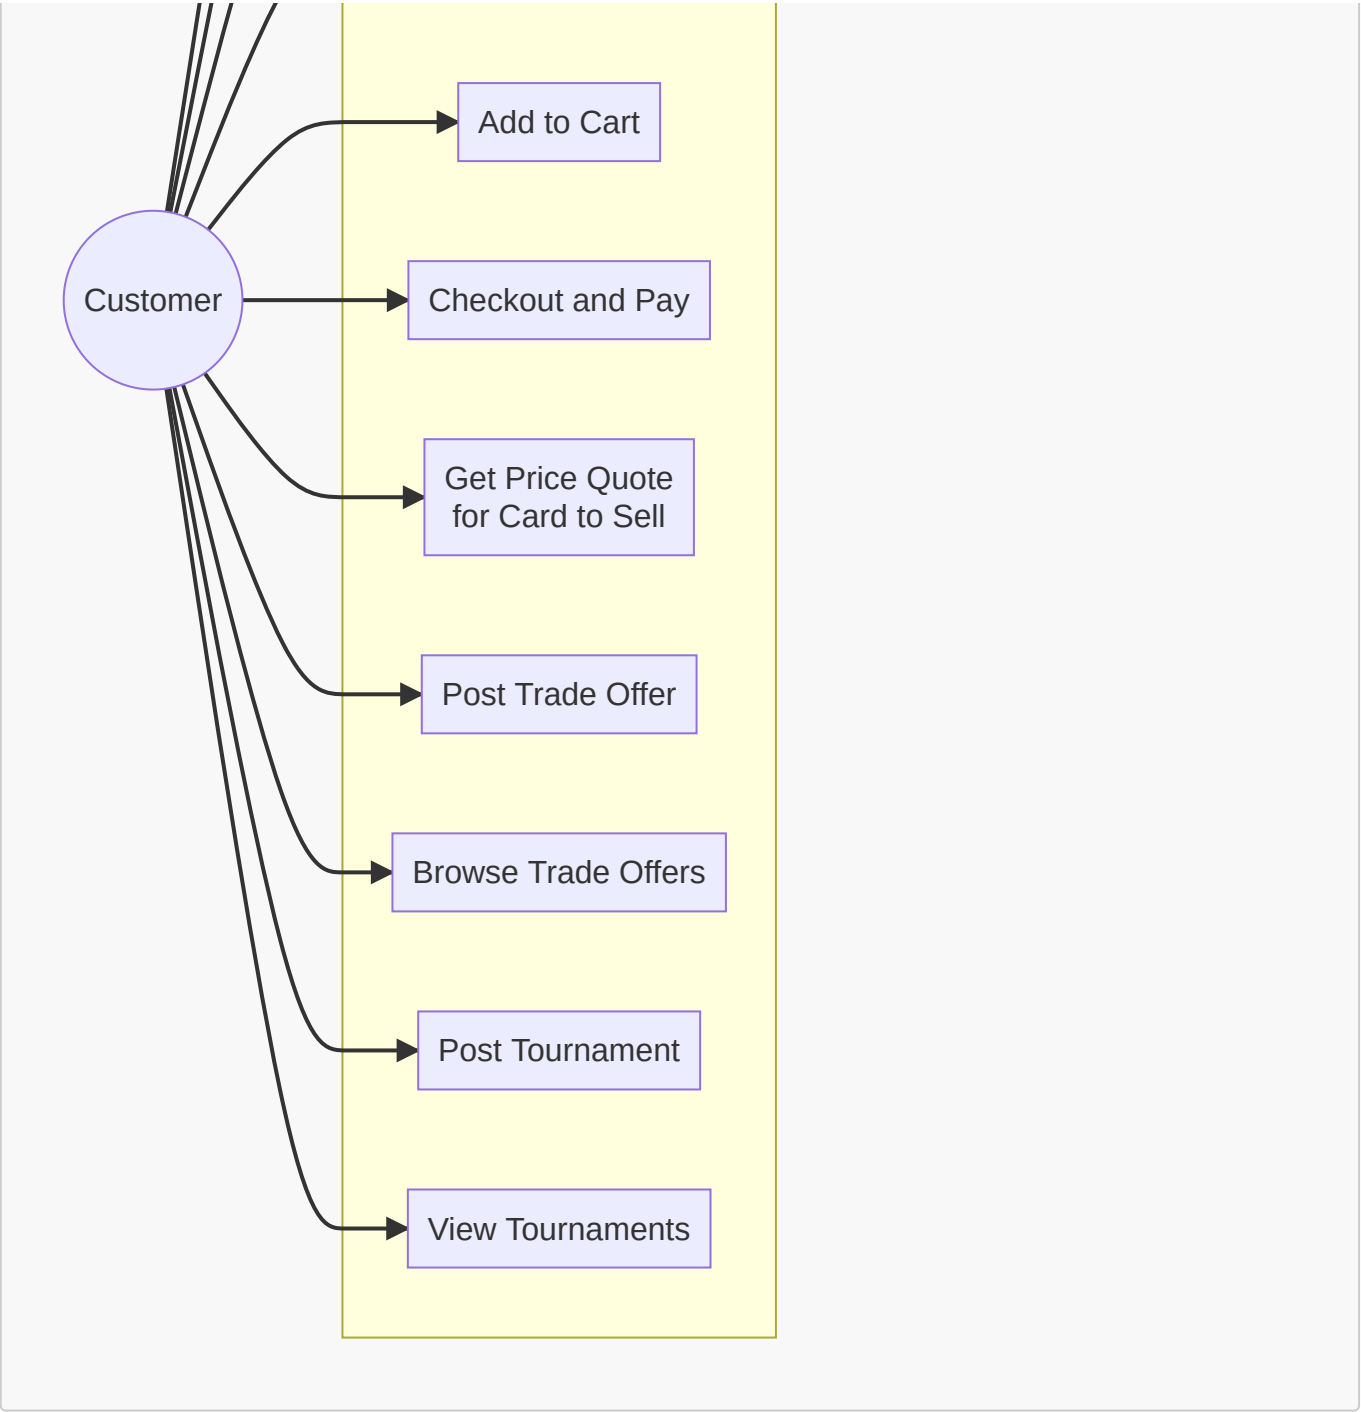 Add to Cart
Customer
Checkout and Pay
Get Price Quote
for Card to Sell
Post Trade Offer
Browse Trade Offers
Post Tournament
View Tournaments